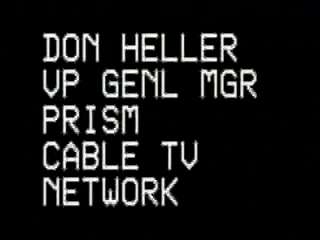 DON HELLER
VP GENL MGR
PRISM
CABLE TV
NETWORK